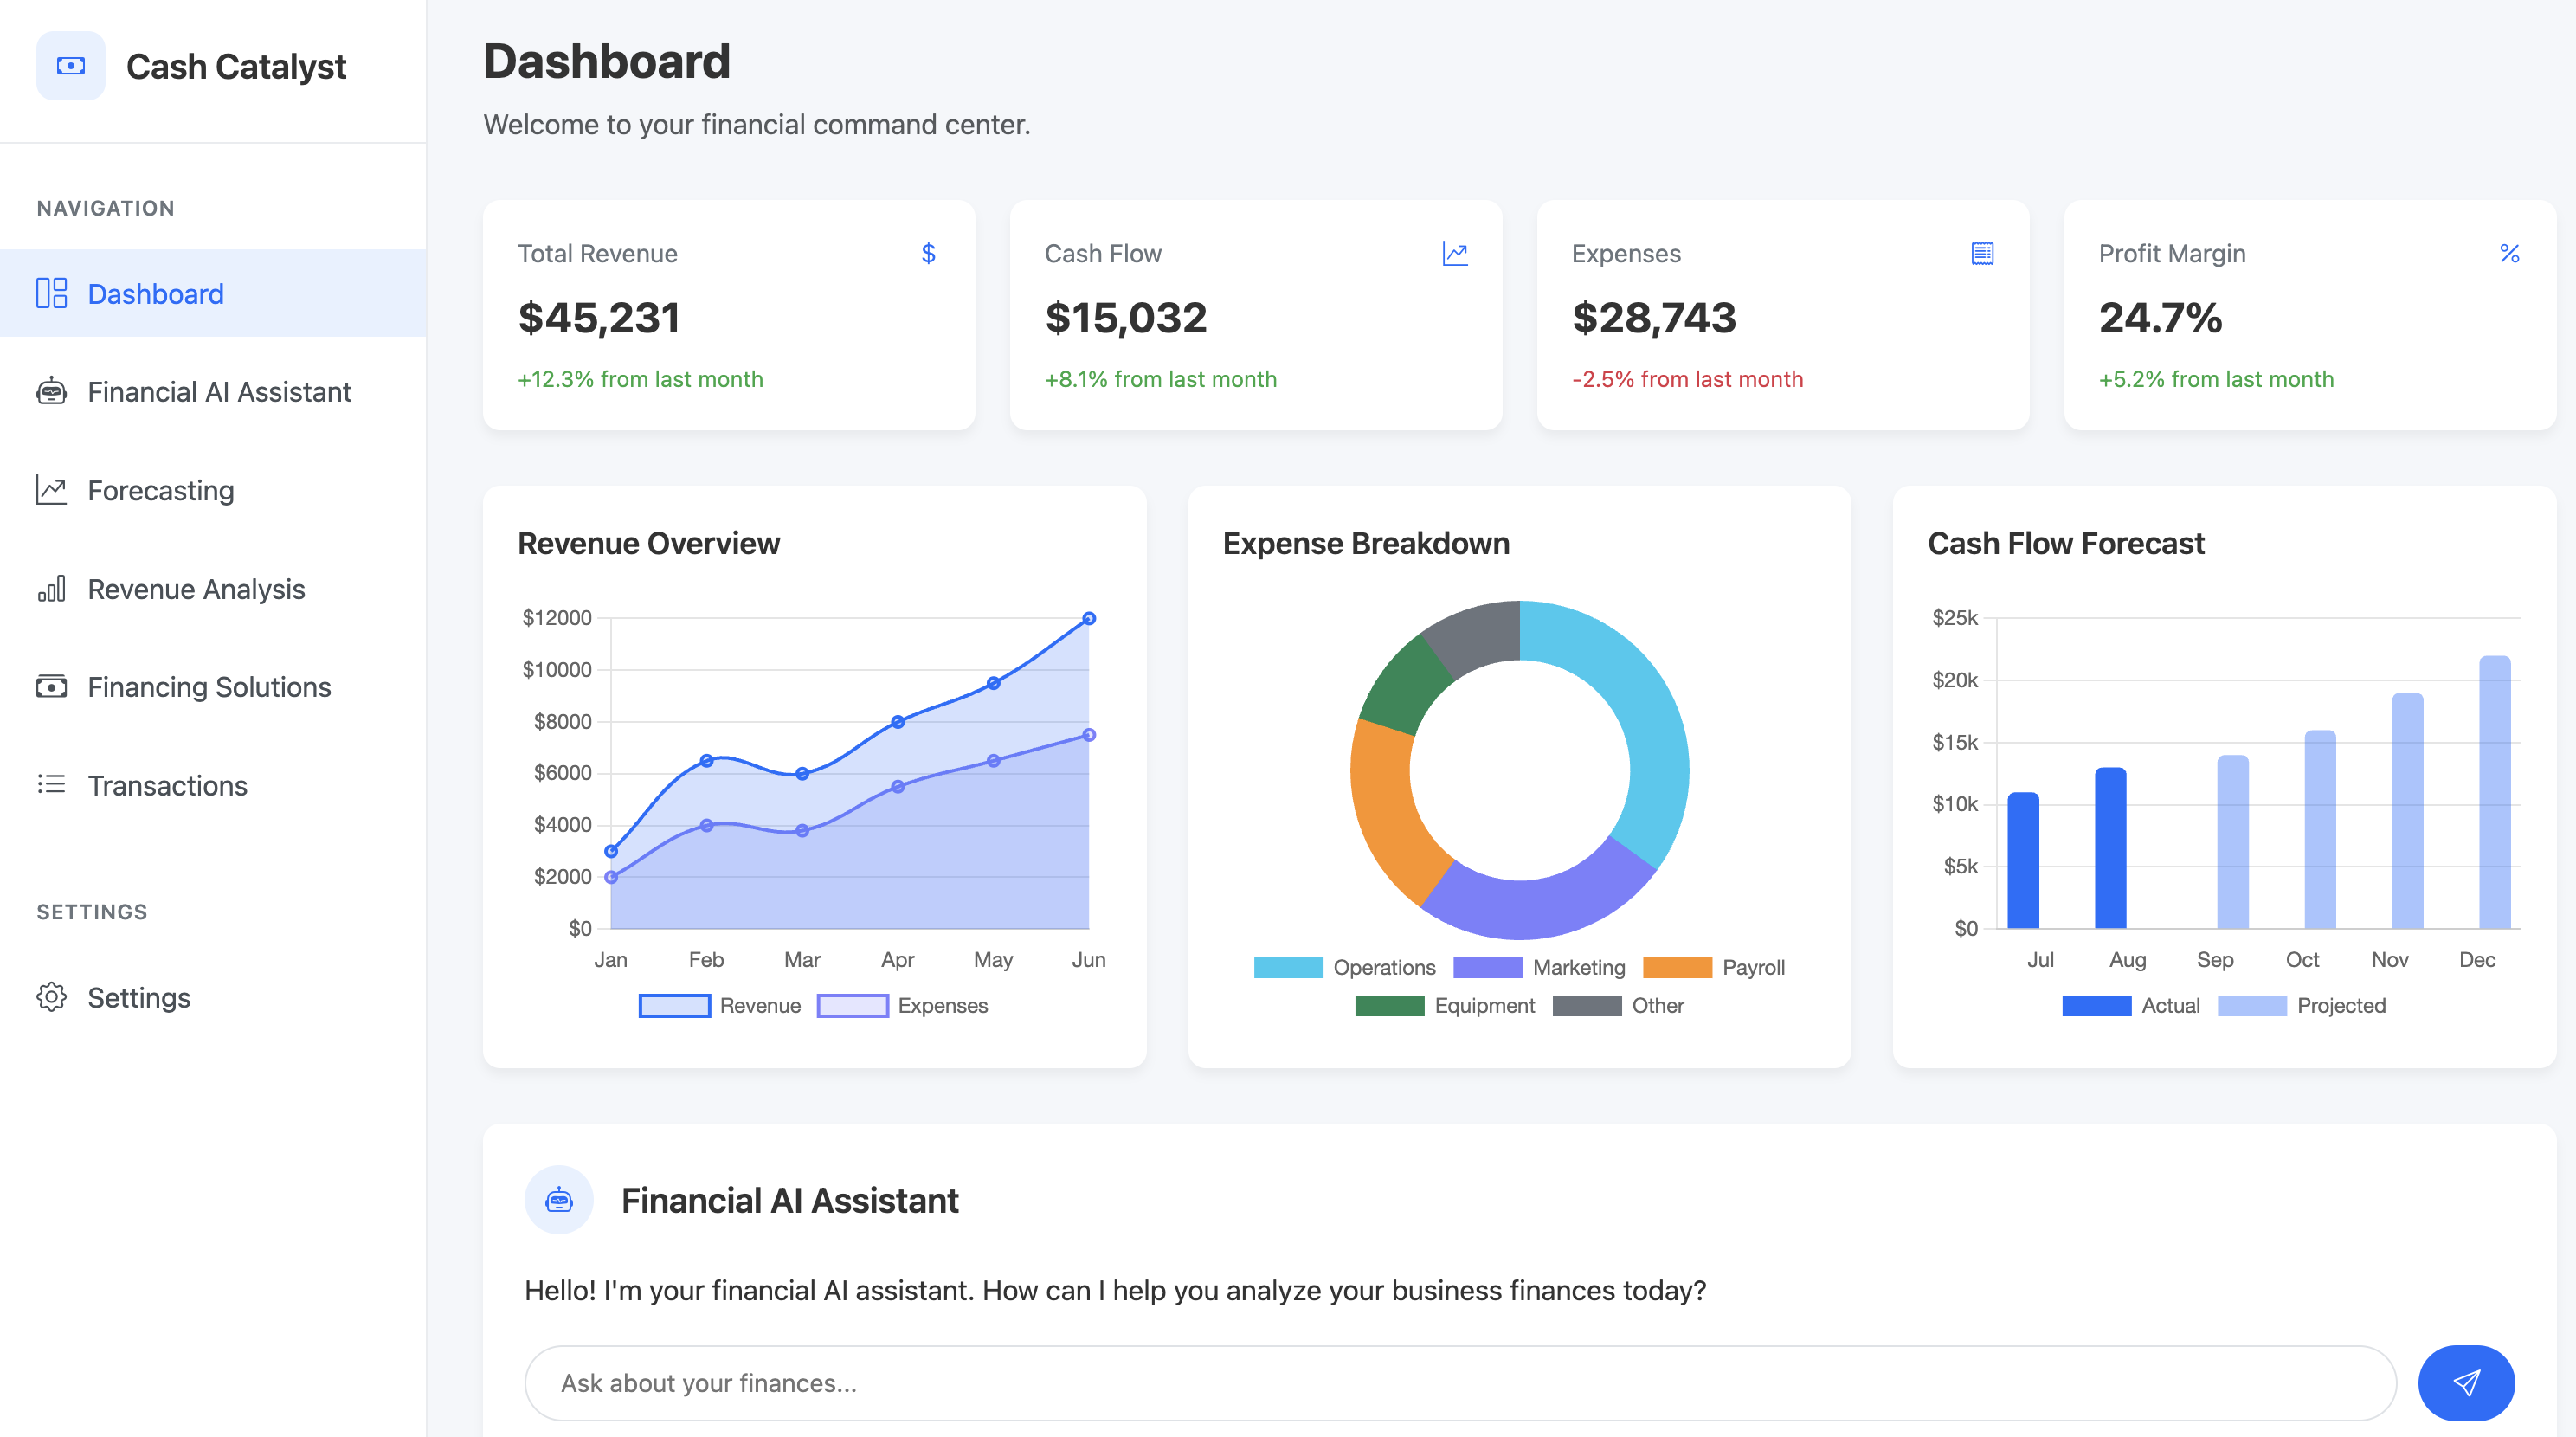 Cash Catalyst
NAVIGATION
Dashboard
Financial AI Assistant
Forecasting
Revenue Analysis
Financing Solutions
Transactions
SETTINGS
Settings
Dashboard
Welcome to your financial command center.
Total Revenue $
$45,231
+12.3% from last month
Cash Flow
$15,032
+8.1% from last month
Expenses
$28,743
-2.5% from last month
Profit Margin %
24.7%
+5.2% from last month
Revenue Overview
$12000
$10000
$8000
$6000
$4000
$2000
$0
Jan Feb Mar Apr May Jun
Revenue Expenses
Expense Breakdown
Operations Marketing Payroll
Equipment Other
Cash Flow Forecast
$25k
$20k
$15k
$10k
$5k
$0
Jul Aug Sep Oct Nov Dec
Actual Projected
Financial AI Assistant
Hello! I'm your financial AI assistant. How can I help you analyze your business finances today?
Ask about your finances...